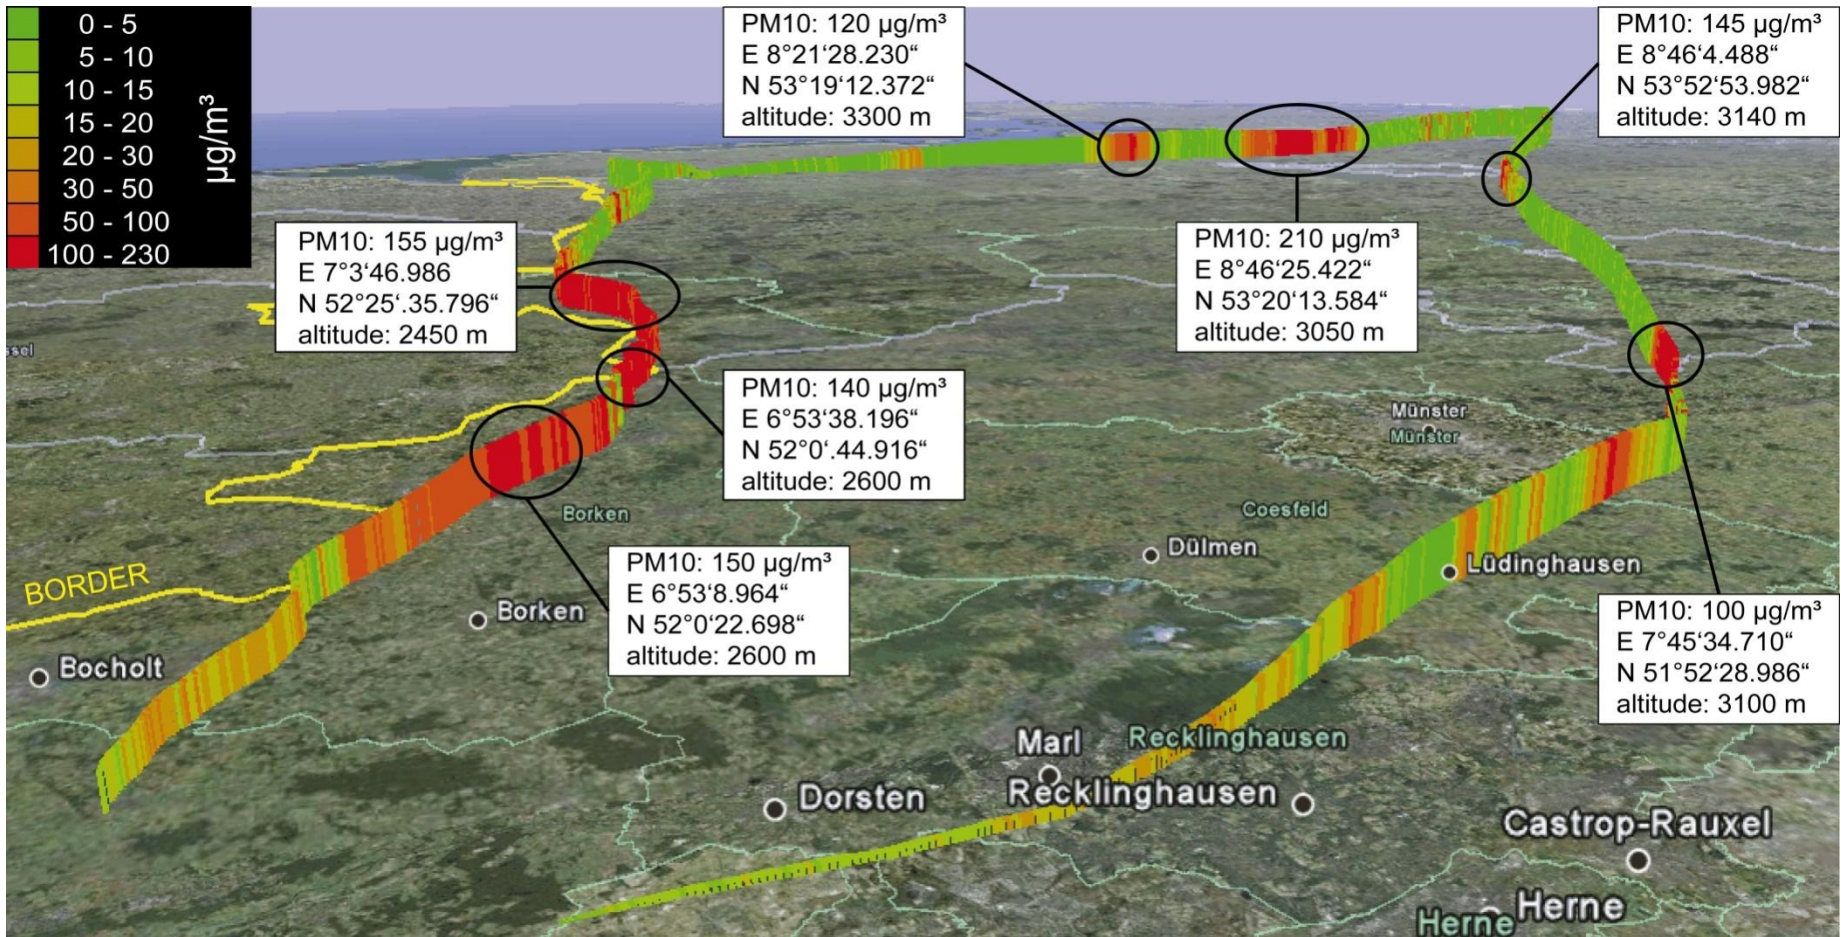 0 - 5
5 - 10
10 - 15
15 - 20
20 - 30
30 - 50
50 - 100
100 - 230
µg/m³
PM10: 120 µg/m³
E 8°21‘28.230“
N 53°19‘12.372“
altitude: 3300 m
PM10: 145 µg/m³
E 8°46‘4.488“
N 53°52‘53.982“
altitude: 3140 m
PM10: 155 µg/m³
E 7°3‘46.986
N 52°25‘.35.796“
altitude: 2450 m
PM10: 210 µg/m³
E 8°46‘25.422“
N 53°20‘13.584“
altitude: 3050 m
PM10: 140 µg/m³
E 6°53‘38.196“
N 52°0‘.44.916“
altitude: 2600 m
Münster
Münster
Borken
Coesfeld
Dülmen
Lüdinghausen
PM10: 150 µg/m³
E 6°53‘8.964“
N 52°0‘22.698“
altitude: 2600 m
BORDER
Borken
Bocholt
PM10: 100 µg/m³
E 7°45‘34.710“
N 51°52‘28.986“
altitude: 3100 m
Marl
Recklinghausen
Dorsten
Recklinghausen
Castrop-Rauxel
Herne
Herne